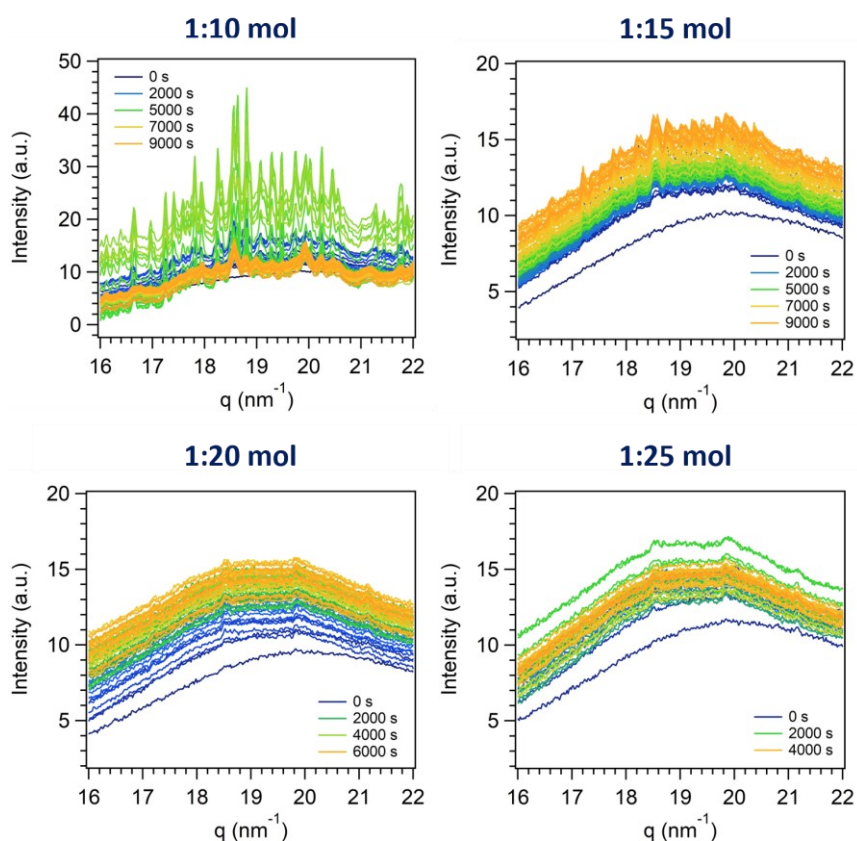 1:10 mol
50
40
30
20
10
0
Intensity (a.u.)
0 s
2000 s
5000 s
7000 s
9000 s
16 17 18 19 20 21 22
q (nm⁻¹)
1:15 mol
20
15
10
5
Intensity (a.u.)
0 s
2000 s
5000 s
7000 s
9000 s
16 17 18 19 20 21 22
q (nm⁻¹)
1:20 mol
20
15
10
5
Intensity (a.u.)
0 s
2000 s
4000 s
6000 s
16 17 18 19 20 21 22
q (nm⁻¹)
1:25 mol
20
15
10
5
Intensity (a.u.)
0 s
2000 s
4000 s
16 17 18 19 20 21 22
q (nm⁻¹)